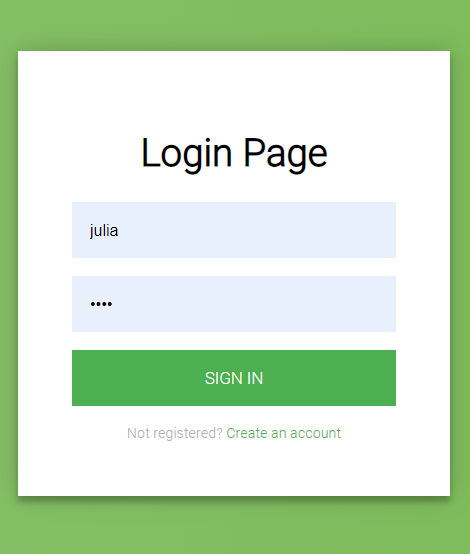 Login Page
julia
••••
SIGN IN
Not registered? Create an account